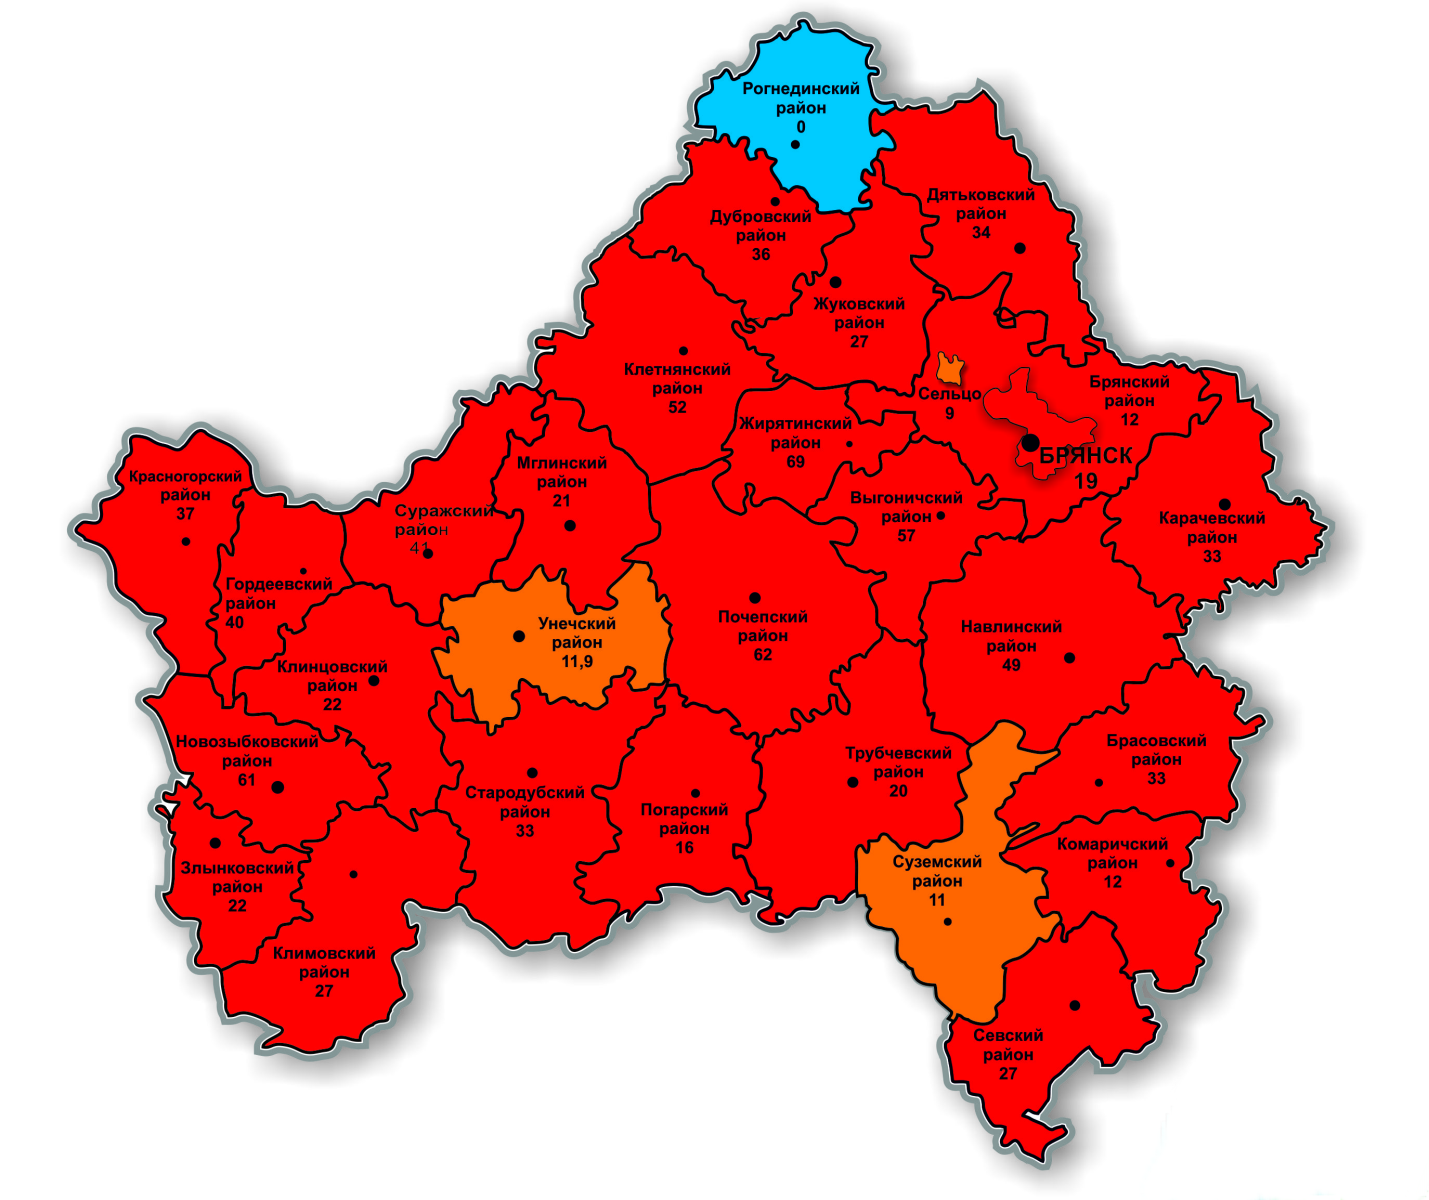 Рогнединский
район
0
Дятьковский
район
34
Дубровский
район
36
Жуковский
район
27
Клетнянский
район
52
Сельцо
9
Брянский
район
12
Жирятинский
район
69
БРЯНСК
19
Мглинский
район
21
Красногорский
район
37
Суражский
район
41
Выгоничский
район
57
Карачевский
район
33
Гордеевский
район
40
Унечский
район
11,9
Почепский
район
62
Навлинский
район
49
Клинцовский
район
22
Новозыбковский
район
61
Брасовский
район
33
Трубчевский
район
20
Стародубский
район
33
Погарский
район
16
Комаричский
район
12
Злынковский
район
22
Суземский
район
11
Климовский
район
27
Севский
район
27